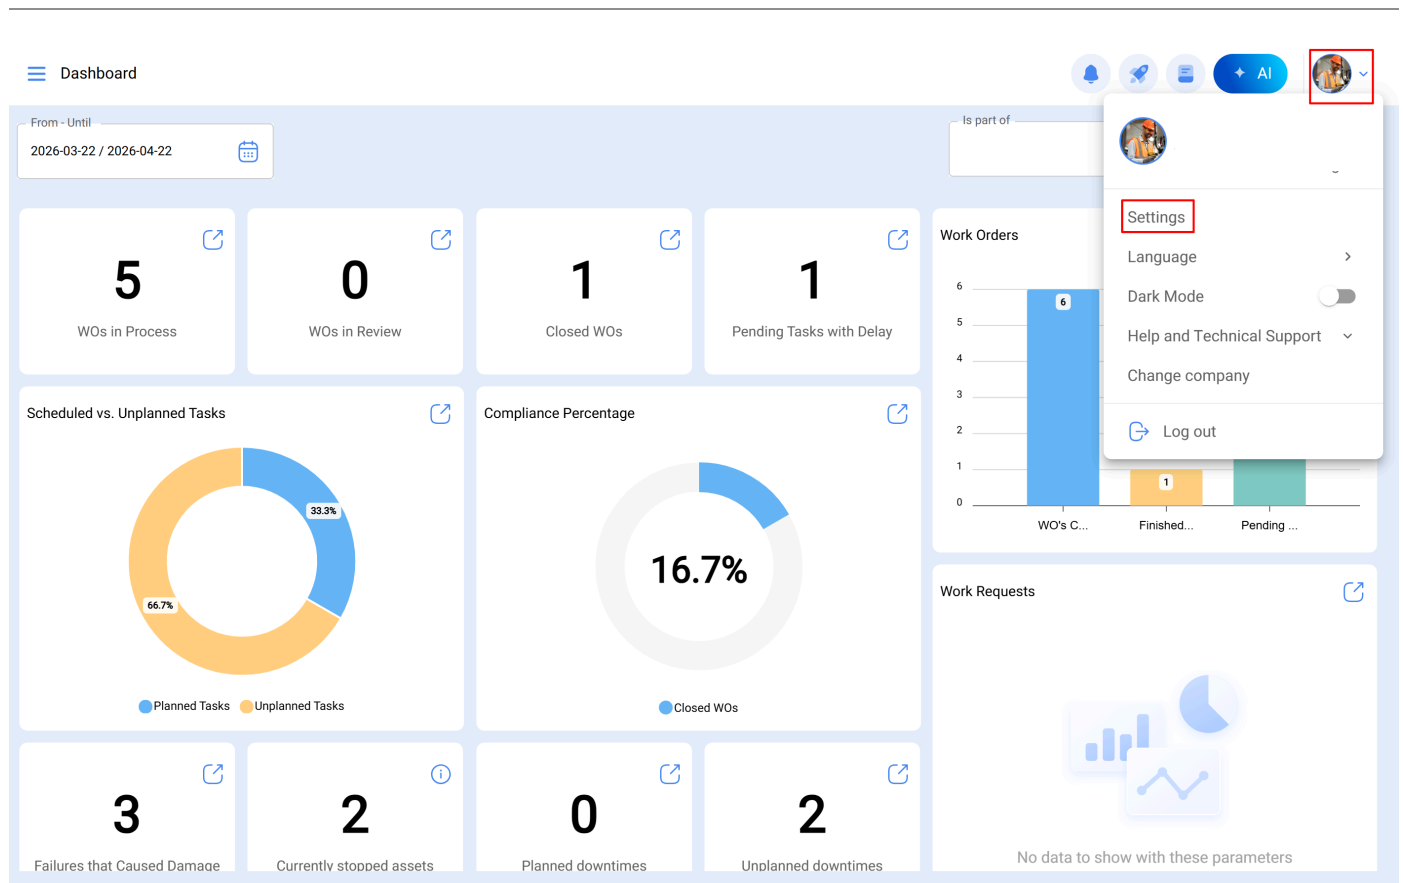 Dashboard
AI
From - Until
2026-03-22 / 2026-04-22
Is part of
Settings
Language
Dark Mode
Help and Technical Support
Change company
Log out
5
WOs in Process
0
WOs in Review
1
Closed WOs
1
Pending Tasks with Delay
Work Orders
6
5
4
3
2
1
0
6
1
WO's C...
Finished...
Pending ...
Scheduled vs. Unplanned Tasks
33.3%
66.7%
Planned Tasks
Unplanned Tasks
Compliance Percentage
16.7%
Closed WOs
Work Requests
No data to show with these parameters
3
Failures that Caused Damage
2
Currently stopped assets
0
Planned downtimes
2
Unplanned downtimes